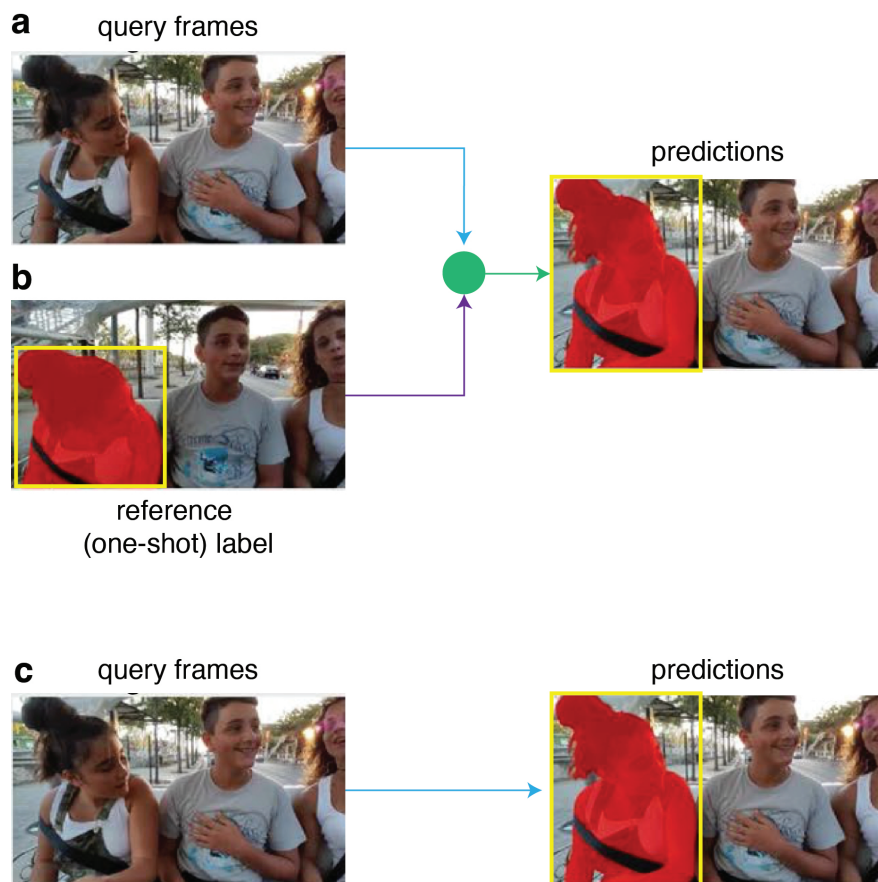 a
query frames
predictions
b
reference
(one-shot) label
c
query frames
predictions